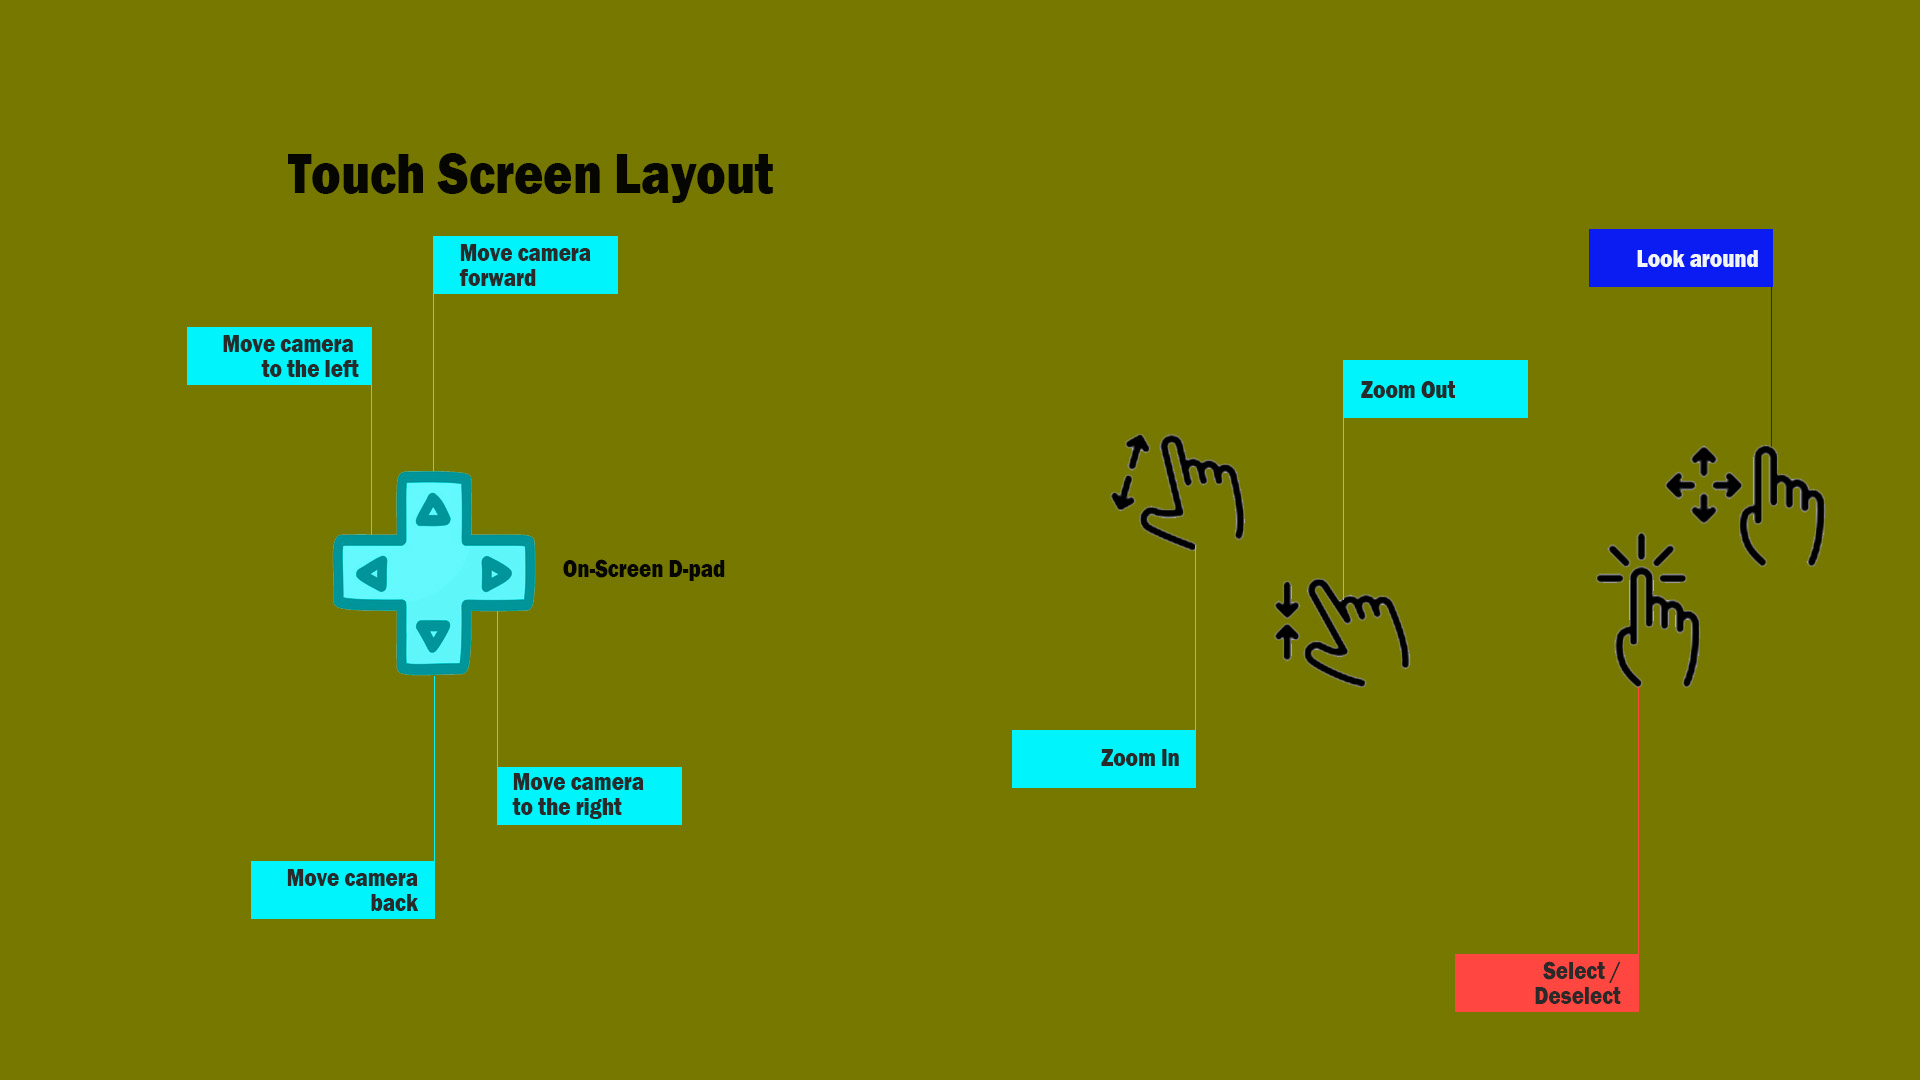 Touch Screen Layout
Move camera
forward
Move camera
to the left
On-Screen D-pad
Move camera
to the right
Move camera
back
Look around
Zoom Out
Zoom In
Select /
Deselect